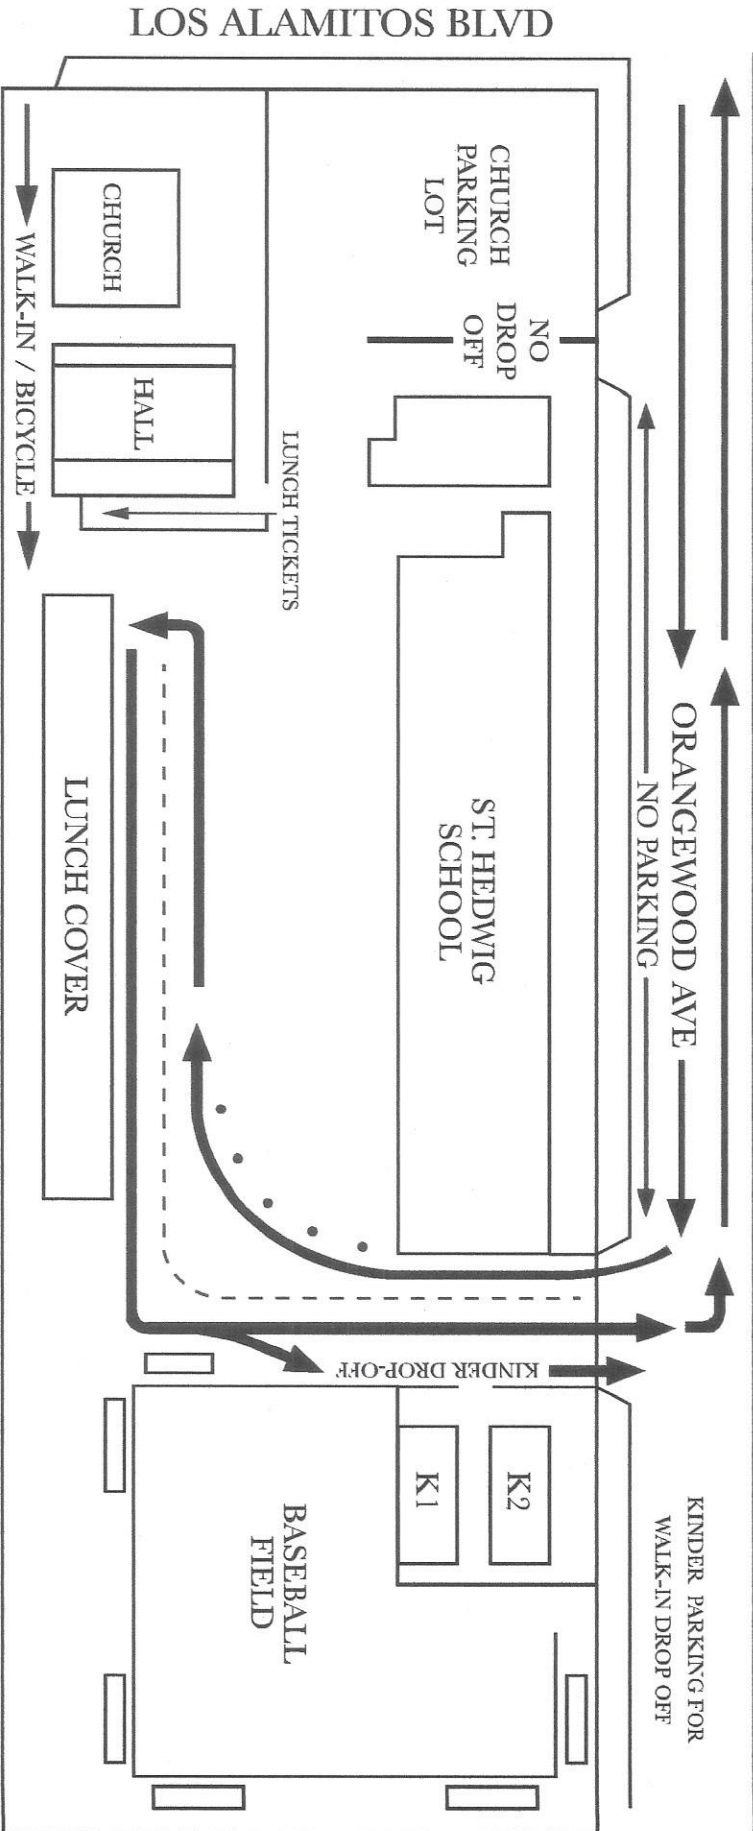 LOS ALAMITOS BLVD
CHURCH
PARKING
LOT
NO
DROP
OFF
CHURCH
WALK-IN / BICYCLE
HALL
LUNCH TICKETS
ORANGEWOOD AVE
NO PARKING
ST. HEDWIG
SCHOOL
LUNCH COVER
KINDER DROP-OFF
K2
K1
KINDER PARKING FOR
WALK-IN DROP OFF
BASEBALL
FIELD